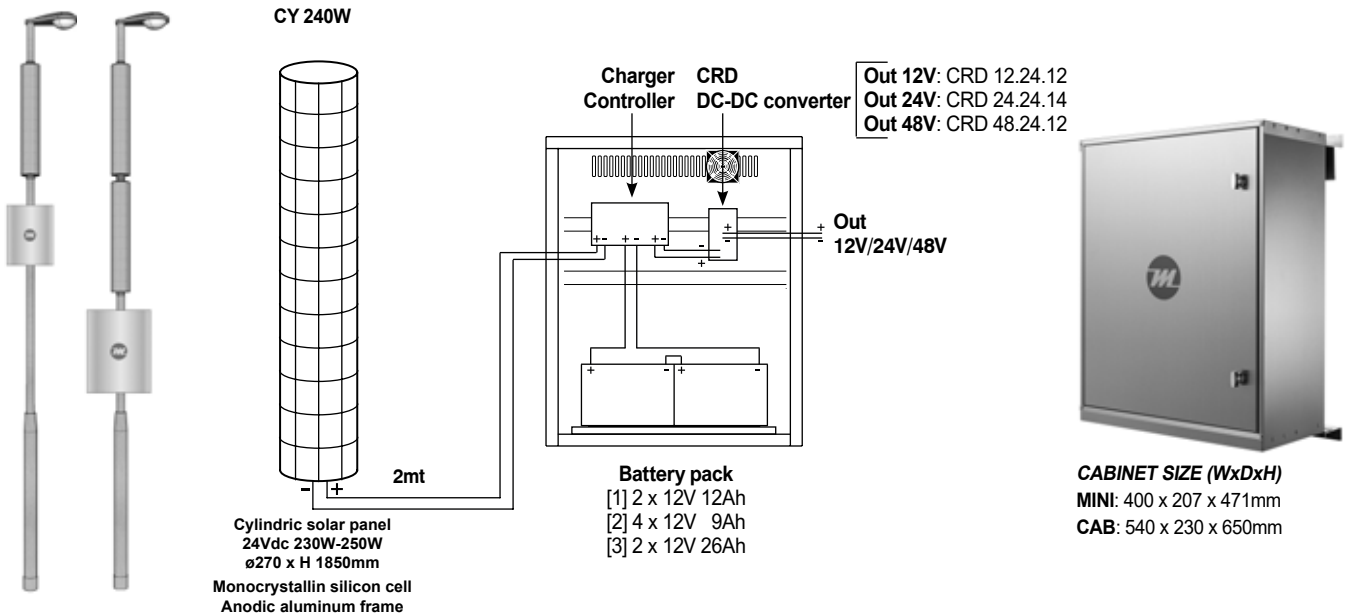 CY 240W
Charger CRD
Controller DC-DC converter
Out 12V: CRD 12.24.12
Out 24V: CRD 24.24.14
Out 48V: CRD 48.24.12
+ - + - + -
+
-
-
+
+
-
Out
12V/24V/48V
+ - + -
- +
2mt
Cylindric solar panel
24Vdc 230W-250W
ø270 x H 1850mm
Monocrystallin silicon cell
Anodic aluminum frame
Battery pack
[1] 2 x 12V 12Ah
[2] 4 x 12V 9Ah
[3] 2 x 12V 26Ah
M
CABINET SIZE (WxDxH)
MINI: 400 x 207 x 471mm
CAB: 540 x 230 x 650mm